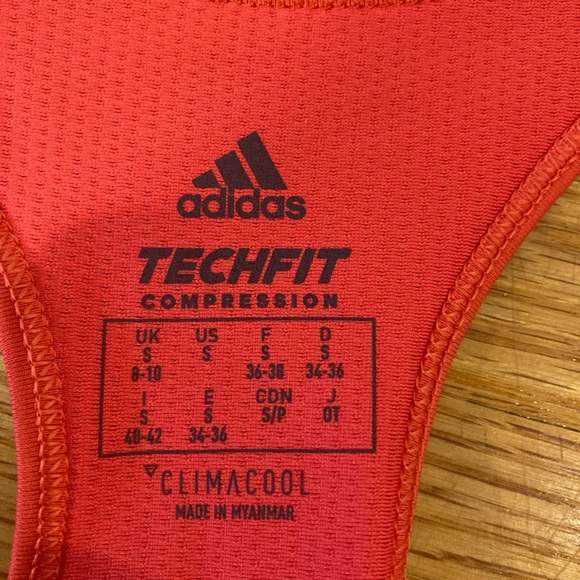 adidas
TECHFIT
COMPRESSION
UK US F D
S S S S
8-10 36-38 34-36
I E CDN J
S S S/P OT
40-42 34-36
CLIMACOOL
MADE IN MYANMAR